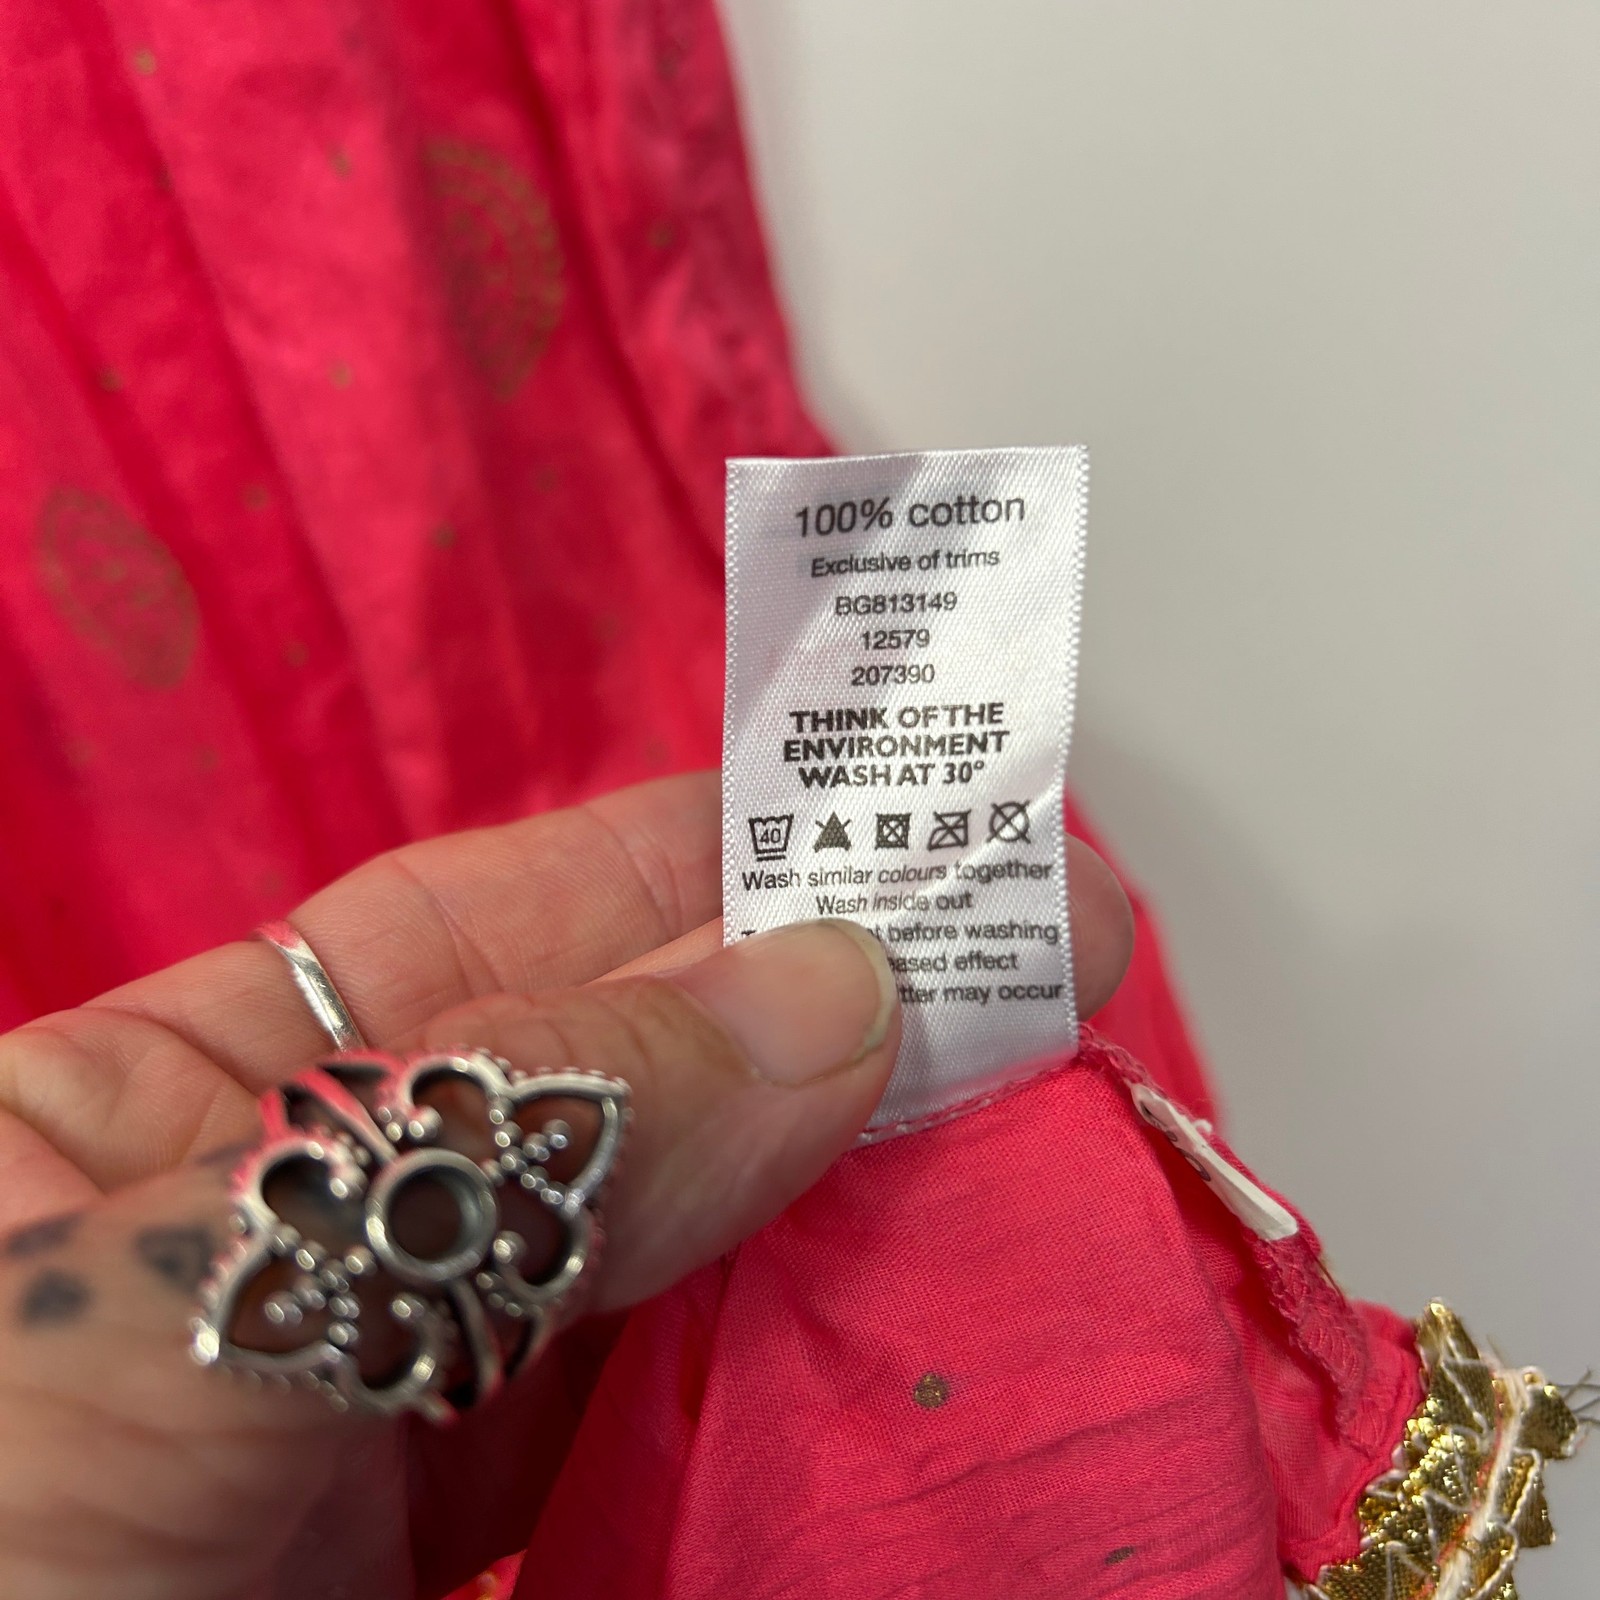 100% cotton
Exclusive of trims
BG813149
12579
207390
THINK OF THE
ENVIRONMENT
WASH AT 30°
40
Wash similar colours together
Wash inside out
before washing
effect
may occur